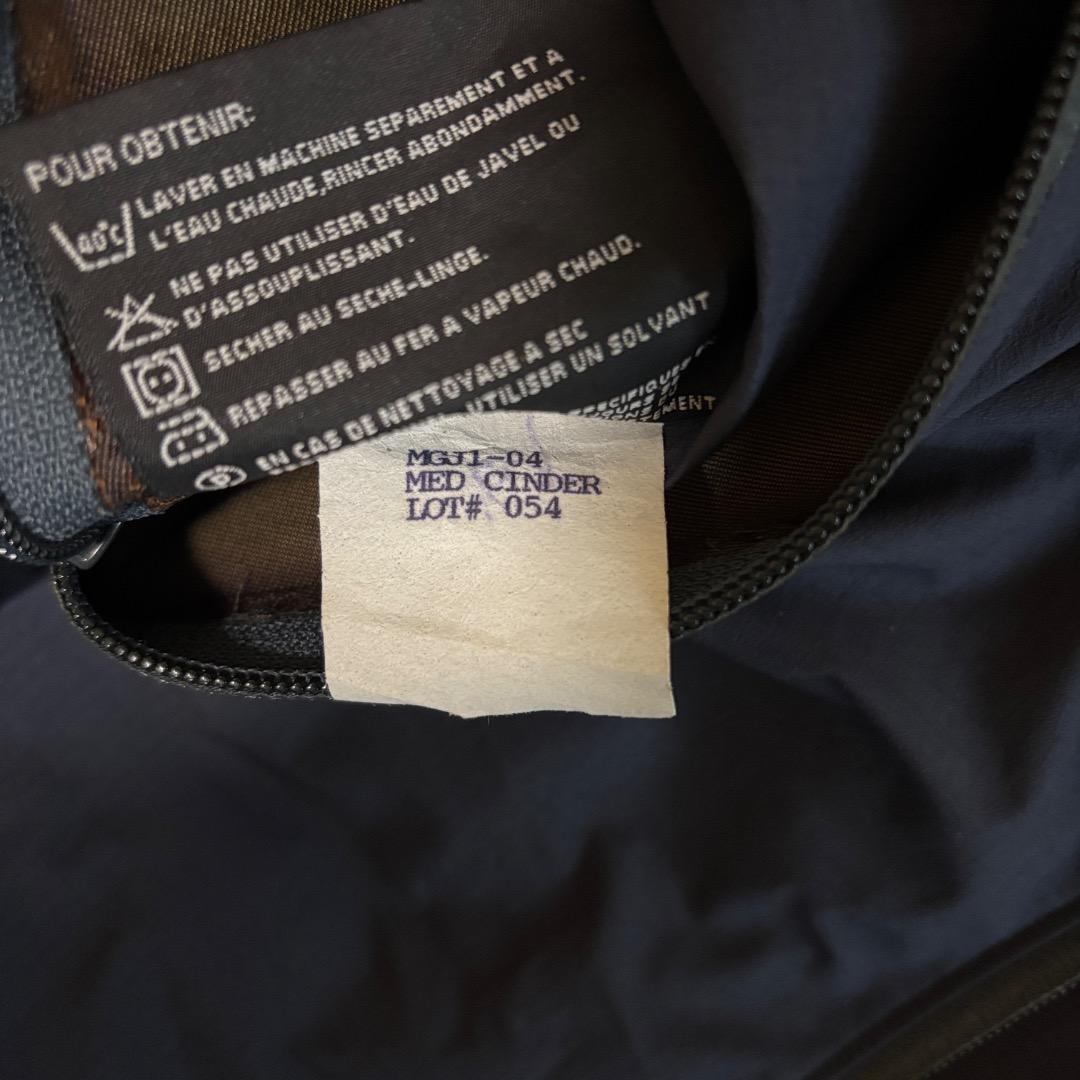 POUR OBTENIR:
LAVER EN MACHINE SEPAREMENT ET A
40°C
L'EAU CHAUDE,RINCER ABONDAMMENT.
NE PAS UTILISER D'EAU DE JAVEL OU
D'ASSOUPLISSANT.
SECHER AU SECHE-LINGE.
REPASSER AU FER A VAPEUR CHAUD.
EN CAS DE NETTOYAGE A SEC
UTILISER UN SOLVANT
MGJ1-04
MED CINDER
LOT# 054